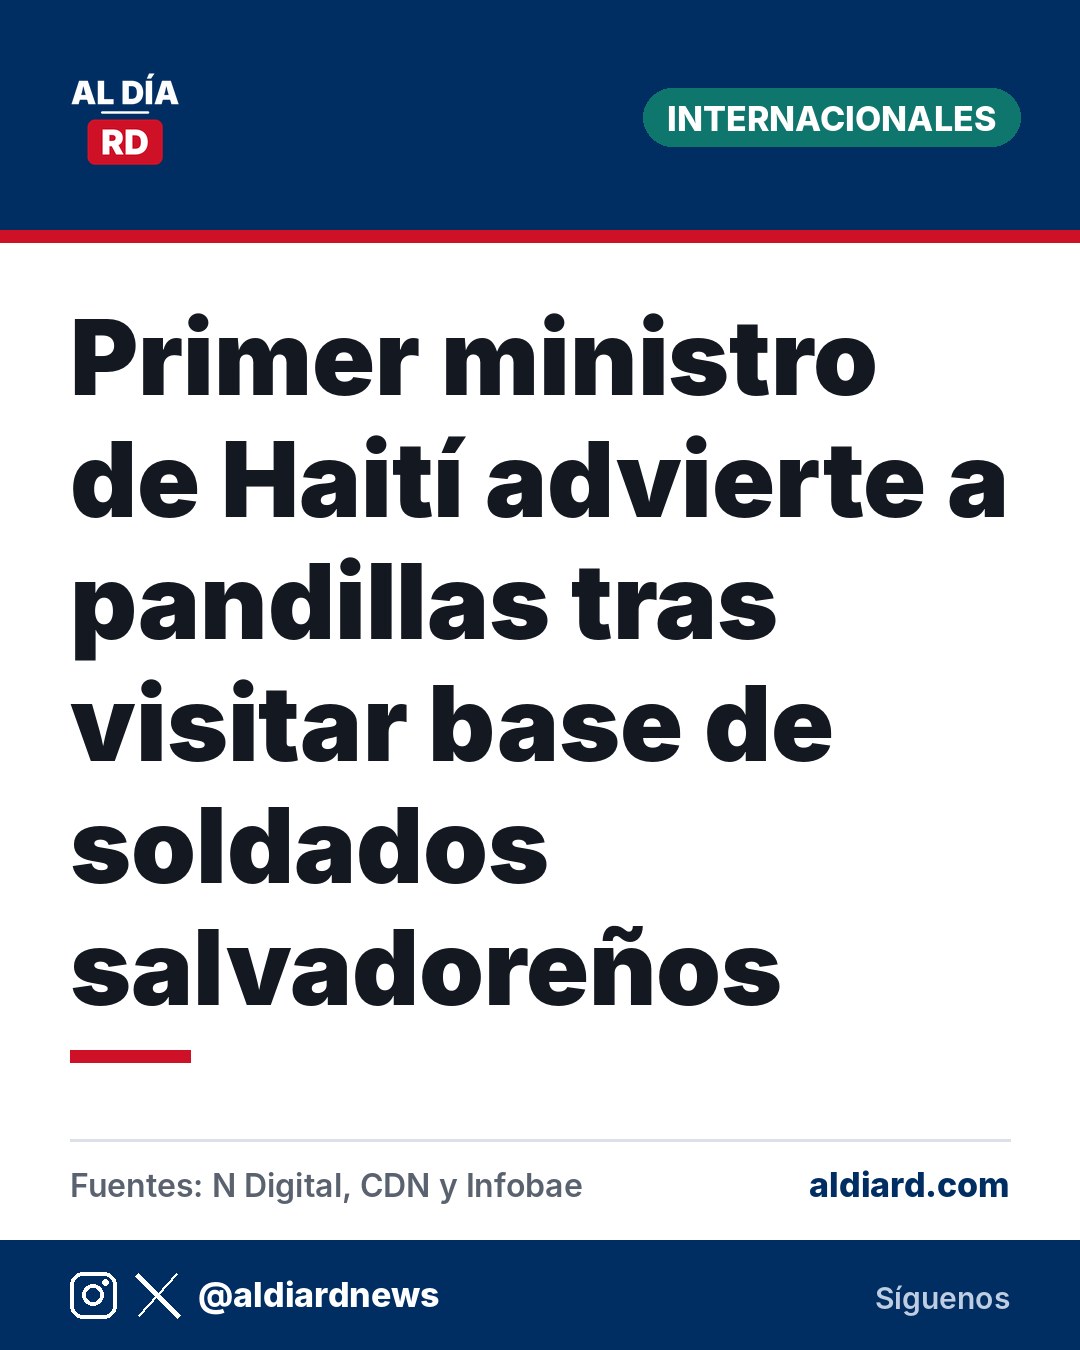 AL DÍA
RD
INTERNACIONALES
Primer ministro
de Haití advierte a
pandillas tras
visitar base de
soldados
salvadoreños
Fuentes: N Digital, CDN y Infobae
aldiard.com
@aldiardnews
Síguenos